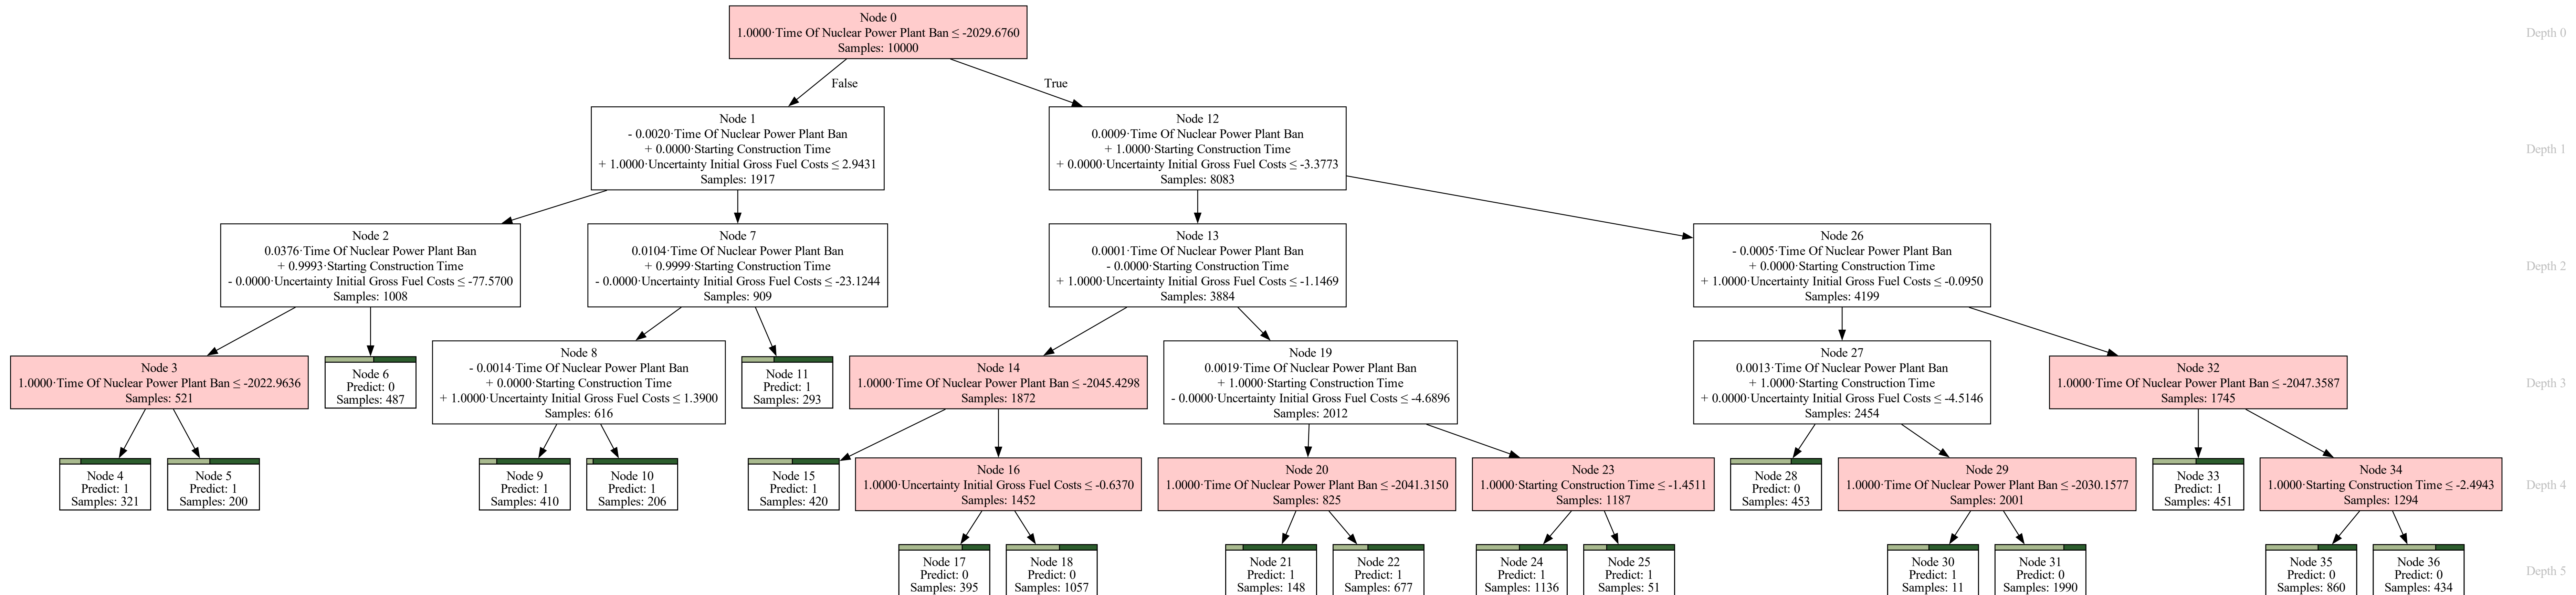 Node 0
1.0000·Time Of Nuclear Power Plant Ban ≤ -2029.6760
Samples: 10000
Depth 0
False
True
Node 1
- 0.0020·Time Of Nuclear Power Plant Ban
+ 0.0000·Starting Construction Time
+ 1.0000·Uncertainty Initial Gross Fuel Costs ≤ 2.9431
Samples: 1917
Node 12
0.0009·Time Of Nuclear Power Plant Ban
+ 1.0000·Starting Construction Time
+ 0.0000·Uncertainty Initial Gross Fuel Costs ≤ -3.3773
Samples: 8083
Depth 1
Node 2
0.0376·Time Of Nuclear Power Plant Ban
+ 0.9993·Starting Construction Time
- 0.0000·Uncertainty Initial Gross Fuel Costs ≤ -77.5700
Samples: 1008
Node 7
0.0104·Time Of Nuclear Power Plant Ban
+ 0.9999·Starting Construction Time
- 0.0000·Uncertainty Initial Gross Fuel Costs ≤ -23.1244
Samples: 909
Node 13
0.0001·Time Of Nuclear Power Plant Ban
- 0.0000·Starting Construction Time
+ 1.0000·Uncertainty Initial Gross Fuel Costs ≤ -1.1469
Samples: 3884
Node 26
- 0.0005·Time Of Nuclear Power Plant Ban
+ 0.0000·Starting Construction Time
+ 1.0000·Uncertainty Initial Gross Fuel Costs ≤ -0.0950
Samples: 4199
Depth 2
Node 3
1.0000·Time Of Nuclear Power Plant Ban ≤ -2022.9636
Samples: 521
Node 6
Predict: 0
Samples: 487
Node 8
- 0.0014·Time Of Nuclear Power Plant Ban
+ 0.0000·Starting Construction Time
+ 1.0000·Uncertainty Initial Gross Fuel Costs ≤ 1.3900
Samples: 616
Node 11
Predict: 1
Samples: 293
Node 14
1.0000·Time Of Nuclear Power Plant Ban ≤ -2045.4298
Samples: 1872
Node 19
0.0019·Time Of Nuclear Power Plant Ban
+ 1.0000·Starting Construction Time
- 0.0000·Uncertainty Initial Gross Fuel Costs ≤ -4.6896
Samples: 2012
Node 27
0.0013·Time Of Nuclear Power Plant Ban
+ 1.0000·Starting Construction Time
+ 0.0000·Uncertainty Initial Gross Fuel Costs ≤ -4.5146
Samples: 2454
Node 32
1.0000·Time Of Nuclear Power Plant Ban ≤ -2047.3587
Samples: 1745
Depth 3
Node 4
Predict: 1
Samples: 321
Node 5
Predict: 1
Samples: 200
Node 9
Predict: 1
Samples: 410
Node 10
Predict: 1
Samples: 206
Node 15
Predict: 1
Samples: 420
Node 16
1.0000·Uncertainty Initial Gross Fuel Costs ≤ -0.6370
Samples: 1452
Node 20
1.0000·Time Of Nuclear Power Plant Ban ≤ -2041.3150
Samples: 825
Node 23
1.0000·Starting Construction Time ≤ -1.4511
Samples: 1187
Node 28
Predict: 0
Samples: 453
Node 29
1.0000·Time Of Nuclear Power Plant Ban ≤ -2030.1577
Samples: 2001
Node 33
Predict: 1
Samples: 451
Node 34
1.0000·Starting Construction Time ≤ -2.4943
Samples: 1294
Depth 4
Node 17
Predict: 0
Samples: 395
Node 18
Predict: 0
Samples: 1057
Node 21
Predict: 1
Samples: 148
Node 22
Predict: 1
Samples: 677
Node 24
Predict: 1
Samples: 1136
Node 25
Predict: 1
Samples: 51
Node 30
Predict: 1
Samples: 11
Node 31
Predict: 0
Samples: 1990
Node 35
Predict: 0
Samples: 860
Node 36
Predict: 0
Samples: 434
Depth 5